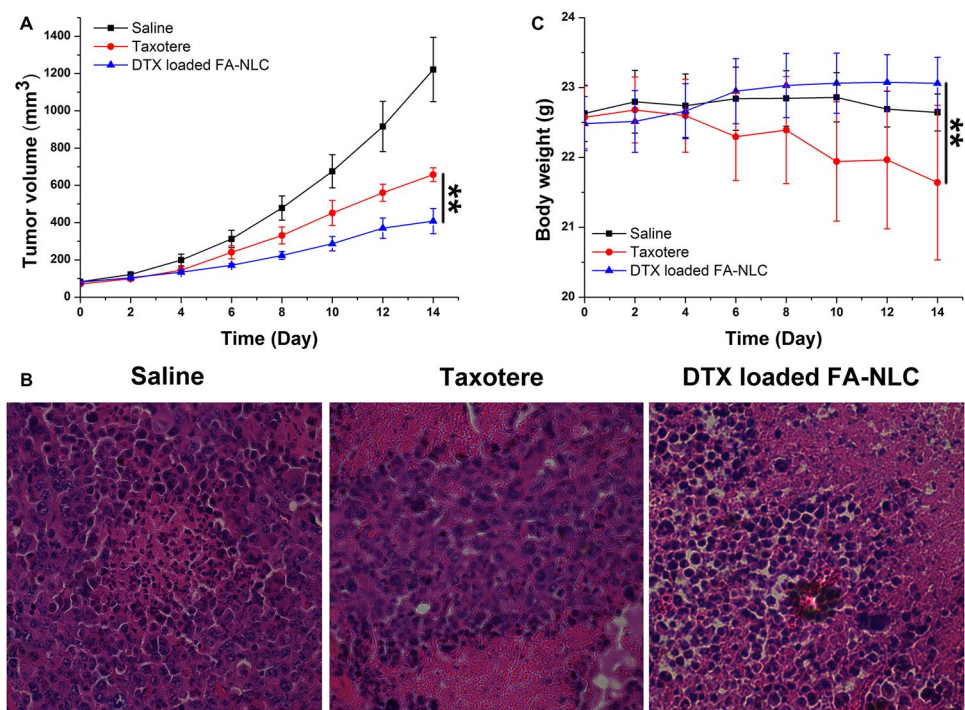 A
Saline
Taxotere
DTX loaded FA-NLC
Tumor volume (mm³)
1400
1200
1000
800
600
400
200
0
**
0 2 4 6 8 10 12 14
Time (Day)
C
24
23
22
21
20
Body weight (g)
**
Saline
Taxotere
DTX loaded FA-NLC
0 2 4 6 8 10 12 14
Time (Day)
B
Saline
Taxotere
DTX loaded FA-NLC